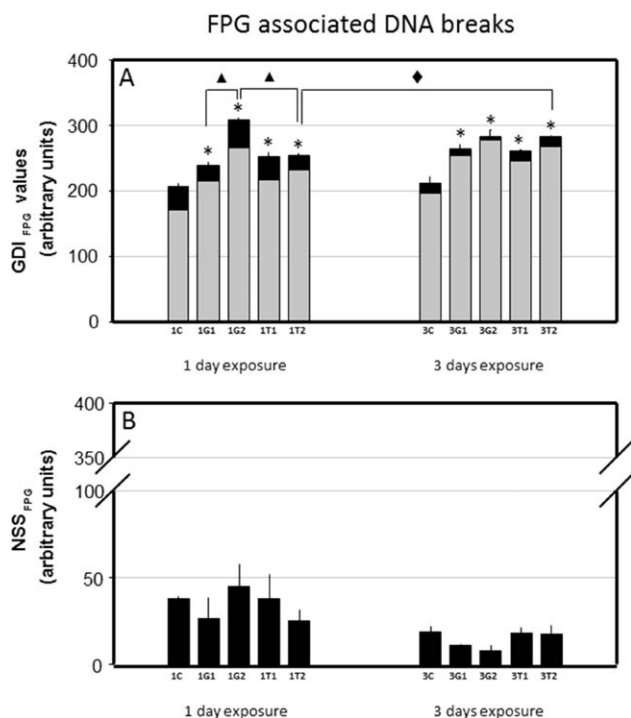 FPG associated DNA breaks
A
GDI FPG values
(arbitrary units)
400
300
200
100
0
1C 1G1 1G2 1T1 1T2 3C 3G1 3G2 3T1 3T2
1 day exposure 3 days exposure
B
NSS FPG
(arbitrary units)
400
350
100
50
0
1C 1G1 1G2 1T1 1T2 3C 3G1 3G2 3T1 3T2
1 day exposure 3 days exposure